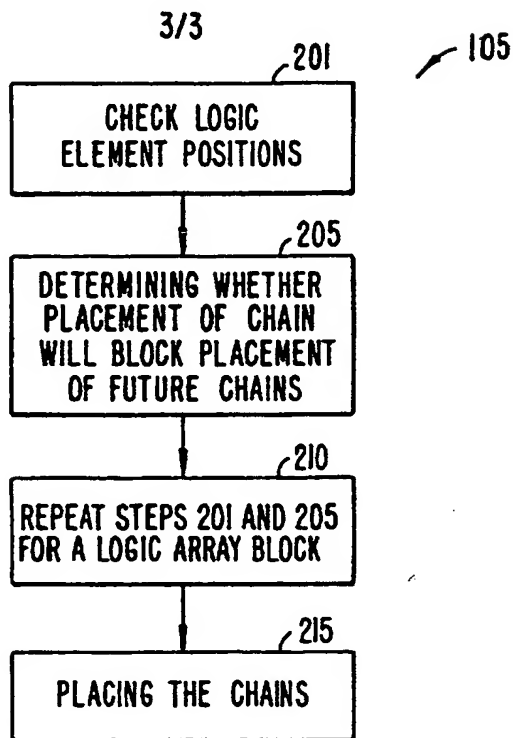 3/3
105
201
CHECK LOGIC
ELEMENT POSITIONS
205
DETERMINING WHETHER
PLACEMENT OF CHAIN
WILL BLOCK PLACEMENT
OF FUTURE CHAINS
210
REPEAT STEPS 201 AND 205
FOR A LOGIC ARRAY BLOCK
215
PLACING THE CHAINS